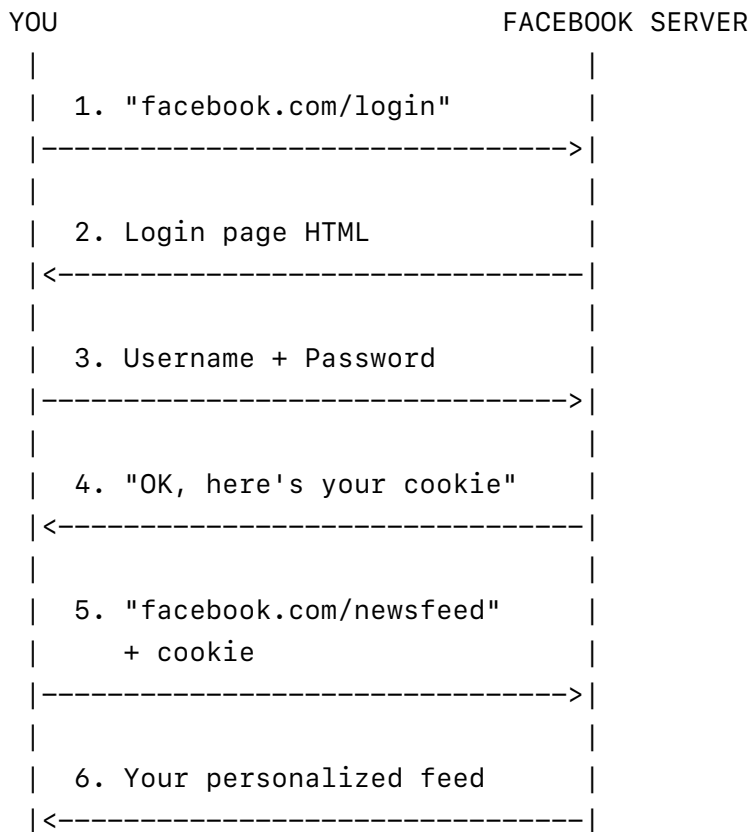 YOU FACEBOOK SERVER
1. "facebook.com/login"
2. Login page HTML
3. Username + Password
4. "OK, here's your cookie"
5. "facebook.com/newsfeed"
+ cookie
6. Your personalized feed